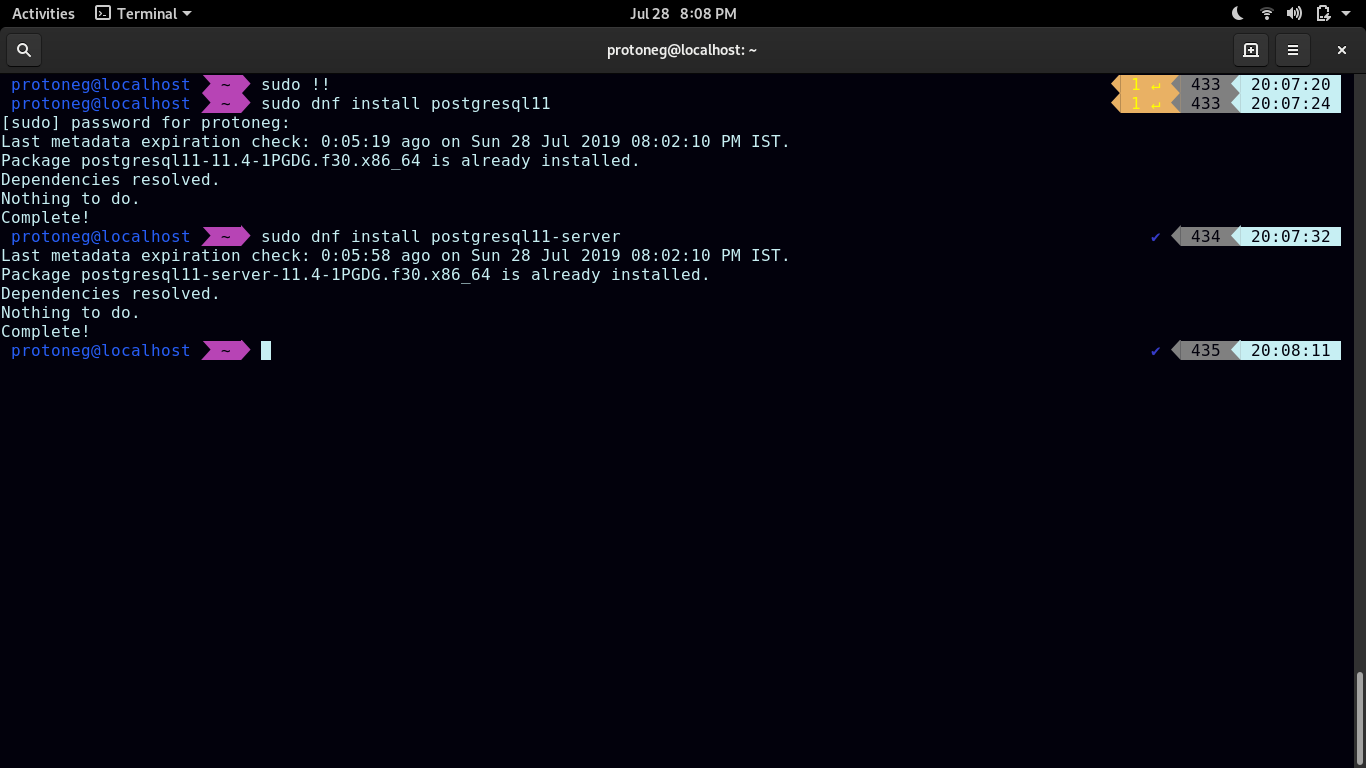 Activities Terminal Jul 28 8:08 PM
protoneg@localhost: ~
protoneg@localhost ~ sudo !! 1 ↵ 433 20:07:20
protoneg@localhost ~ sudo dnf install postgresql11 1 ↵ 433 20:07:24
[sudo] password for protoneg:
Last metadata expiration check: 0:05:19 ago on Sun 28 Jul 2019 08:02:10 PM IST.
Package postgresql11-11.4-1PGDG.f30.x86_64 is already installed.
Dependencies resolved.
Nothing to do.
Complete!
protoneg@localhost ~ sudo dnf install postgresql11-server ✔ 434 20:07:32
Last metadata expiration check: 0:05:58 ago on Sun 28 Jul 2019 08:02:10 PM IST.
Package postgresql11-server-11.4-1PGDG.f30.x86_64 is already installed.
Dependencies resolved.
Nothing to do.
Complete!
protoneg@localhost ~ ✔ 435 20:08:11